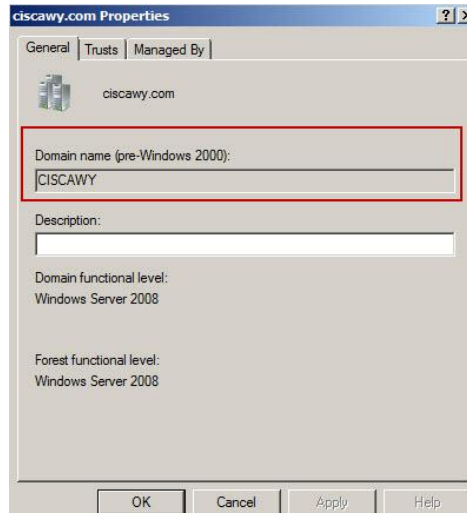 ciscawy.com Properties
General Trusts Managed By
ciscawy.com
Domain name (pre-Windows 2000):
CISCAWY
Description:
Domain functional level:
Windows Server 2008
Forest functional level:
Windows Server 2008
OK Cancel Apply Help